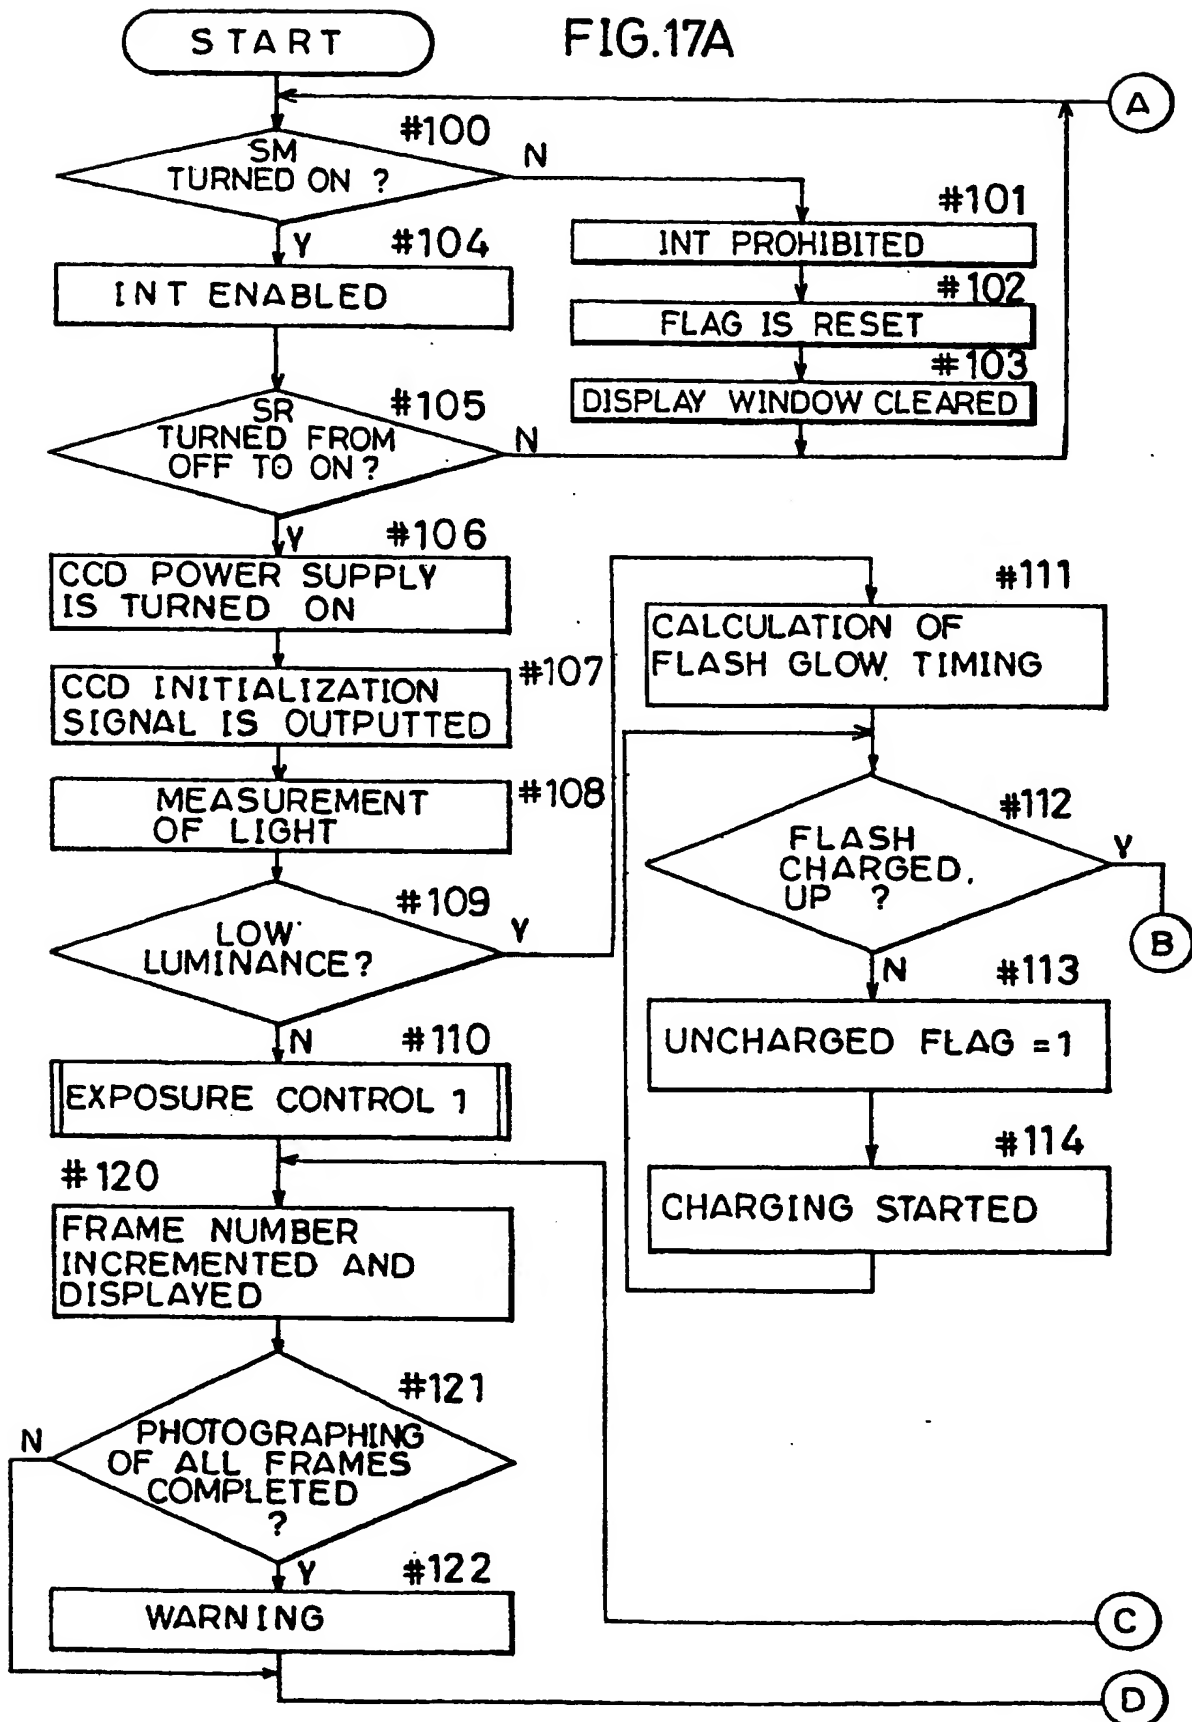 START
FIG.17A
A
#100
SM
TURNED ON ?
N
Y
#101
INT PROHIBITED
#102
FLAG IS RESET
#103
DISPLAY WINDOW CLEARED
#104
INT ENABLED
#105
SR
TURNED FROM
OFF TO ON ?
N
Y
#106
CCD POWER SUPPLY
IS TURNED ON
#107
CCD INITIALIZATION
SIGNAL IS OUTPUTTED
#108
MEASUREMENT
OF LIGHT
#109
LOW
LUMINANCE?
Y
N
#110
EXPOSURE CONTROL 1
#111
CALCULATION OF
FLASH GLOW TIMING
#112
FLASH
CHARGED
UP ?
Y
B
N
#113
UNCHARGED FLAG = 1
#114
CHARGING STARTED
#120
FRAME NUMBER
INCREMENTED AND
DISPLAYED
#121
PHOTOGRAPHING
OF ALL FRAMES
COMPLETED
?
N
Y
#122
WARNING
C
D